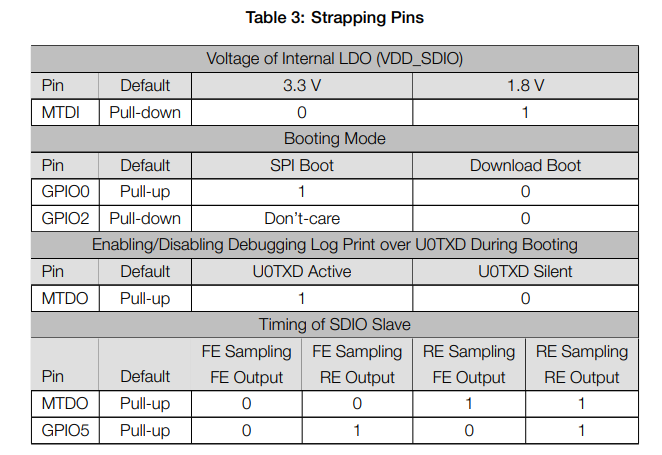 Table 3: Strapping Pins
Voltage of Internal LDO (VDD_SDIO)
Pin Default 3.3 V 1.8 V
MTDI Pull-down 0 1
Booting Mode
Pin Default SPI Boot Download Boot
GPIO0 Pull-up 1 0
GPIO2 Pull-down Don’t-care 0
Enabling/Disabling Debugging Log Print over U0TXD During Booting
Pin Default U0TXD Active U0TXD Silent
MTDO Pull-up 1 0
Timing of SDIO Slave
FE Sampling FE Sampling RE Sampling RE Sampling
Pin Default FE Output RE Output FE Output RE Output
MTDO Pull-up 0 0 1 1
GPIO5 Pull-up 0 1 0 1